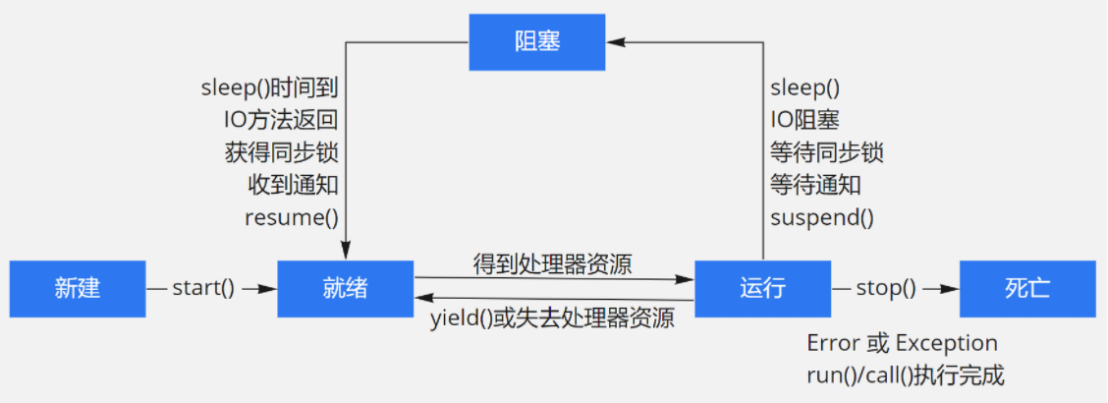 阻塞
sleep()时间到
IO方法返回
获得同步锁
收到通知
resume()
sleep()
IO阻塞
等待同步锁
等待通知
suspend()
新建
start()
就绪
得到处理器资源
yield()或失去处理器资源
运行
stop()
死亡
Error 或 Exception
run()/call()执行完成